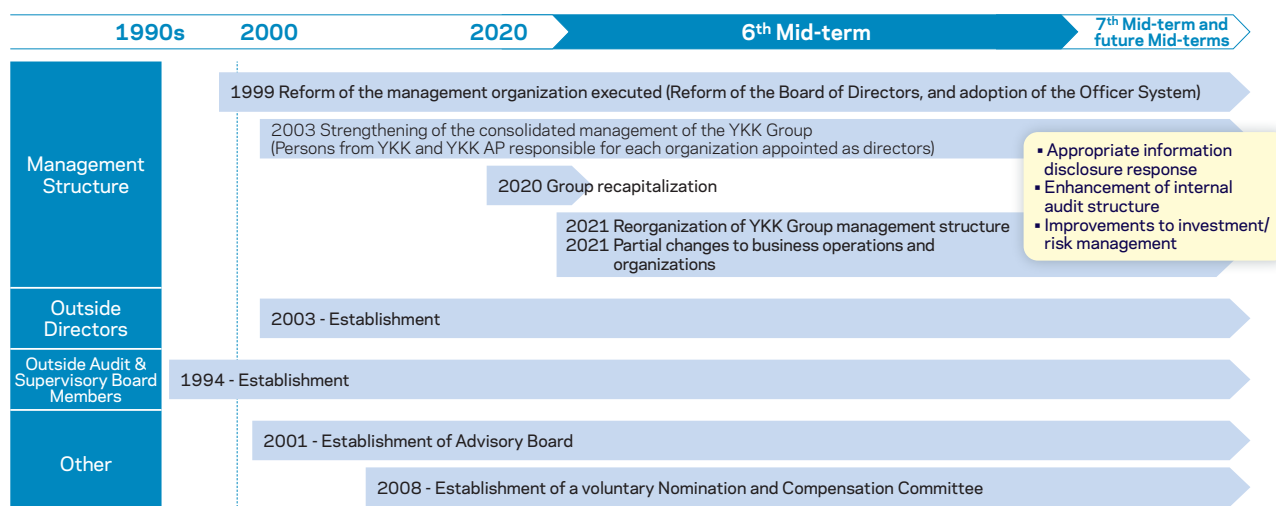 1990s 2000 2020 6th Mid-term 7th Mid-term and
future Mid-terms
Management
Structure
1999 Reform of the management organization executed (Reform of the Board of Directors, and adoption of the Officer System)
2003 Strengthening of the consolidated management of the YKK Group
(Persons from YKK and YKK AP responsible for each organization appointed as directors)
2020 Group recapitalization
2021 Reorganization of YKK Group management structure
2021 Partial changes to business operations and
organizations
▪ Appropriate information
disclosure response
▪ Enhancement of internal
audit structure
▪ Improvements to investment/
risk management
Outside
Directors
2003 - Establishment
Outside Audit &
Supervisory Board
Members
1994 - Establishment
Other
2001 - Establishment of Advisory Board
2008 - Establishment of a voluntary Nomination and Compensation Committee